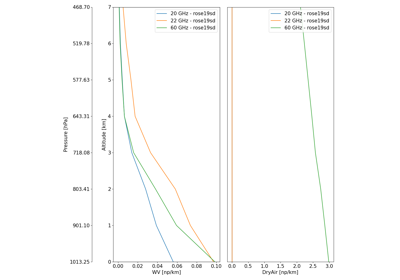 468.70
519.78
577.63
643.31
718.08
803.41
901.10
1013.25
Pressure [hPa]
7
6
5
4
3
2
1
0
Altitude [km]
20 GHz - rose19sd
22 GHz - rose19sd
60 GHz - rose19sd
0.00 0.02 0.04 0.06 0.08 0.10
WV [np/km]
20 GHz - rose19sd
22 GHz - rose19sd
60 GHz - rose19sd
0.0 0.5 1.0 1.5 2.0 2.5 3.0
DryAir [np/km]